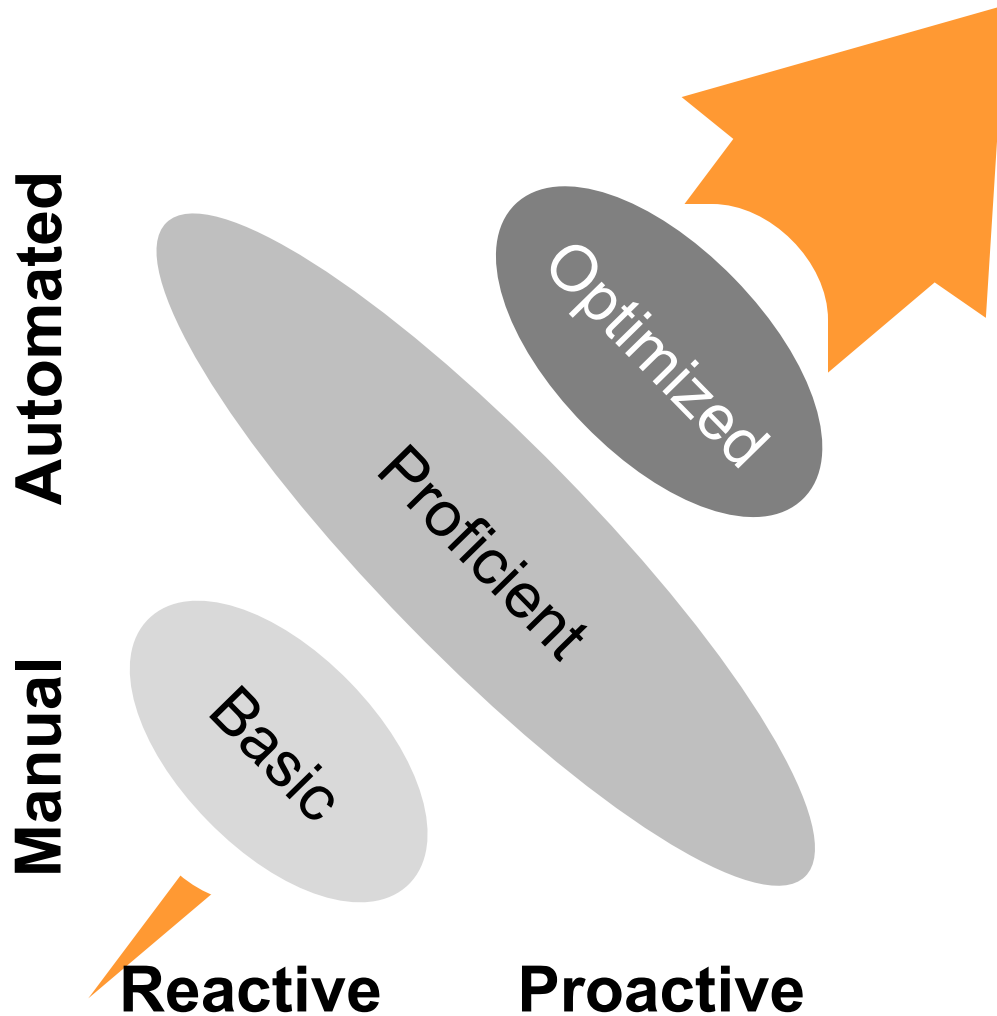 Automated
Optimized
Proficient
Manual
Basic
Reactive
Proactive